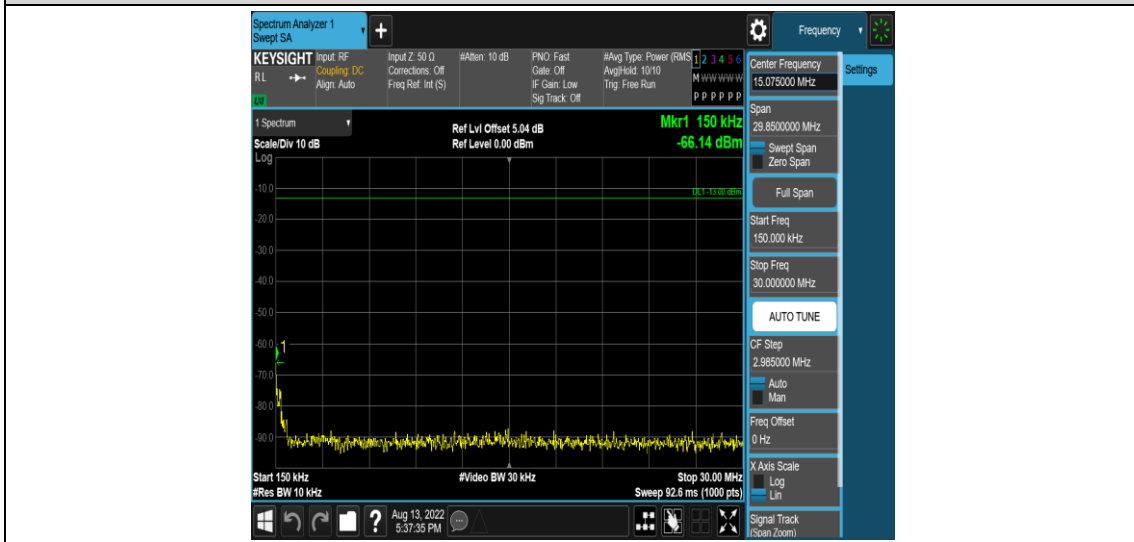 Spectrum Analyzer 1
Swept SA
+
Frequency
KEYSIGHT
RL
LXI
Input: RF
Coupling: DC
Align: Auto
Input Z: 50 Ω
Corrections: Off
Freq Ref: Int (S)
#Atten: 10 dB
PNO: Fast
Gate: Off
IF Gain: Low
Sig Track: Off
#Avg Type: Power (RMS
Avg|Hold: 10/10
Trig: Free Run
1 2 3 4 5 6
M W W W W W
P P P P P P
1 Spectrum
Scale/Div 10 dB
Log
Ref Lvl Offset 5.04 dB
Ref Level 0.00 dBm
Mkr1 150 kHz
-66.14 dBm
DL1 -13.00 dBm
-10.0
-20.0
-30.0
-40.0
-50.0
-60.0
-70.0
-80.0
-90.0
1
Start 150 kHz
#Res BW 10 kHz
#Video BW 30 kHz
Stop 30.00 MHz
Sweep 92.6 ms (1000 pts)
Center Frequency
15.075000 MHz
Settings
Span
29.8500000 MHz
Swept Span
Zero Span
Full Span
Start Freq
150.000 kHz
Stop Freq
30.000000 MHz
AUTO TUNE
CF Step
2.985000 MHz
Auto
Man
Freq Offset
0 Hz
X Axis Scale
Log
Lin
Signal Track
(Span Zoom)
?
Aug 13, 2022
5:37:35 PM